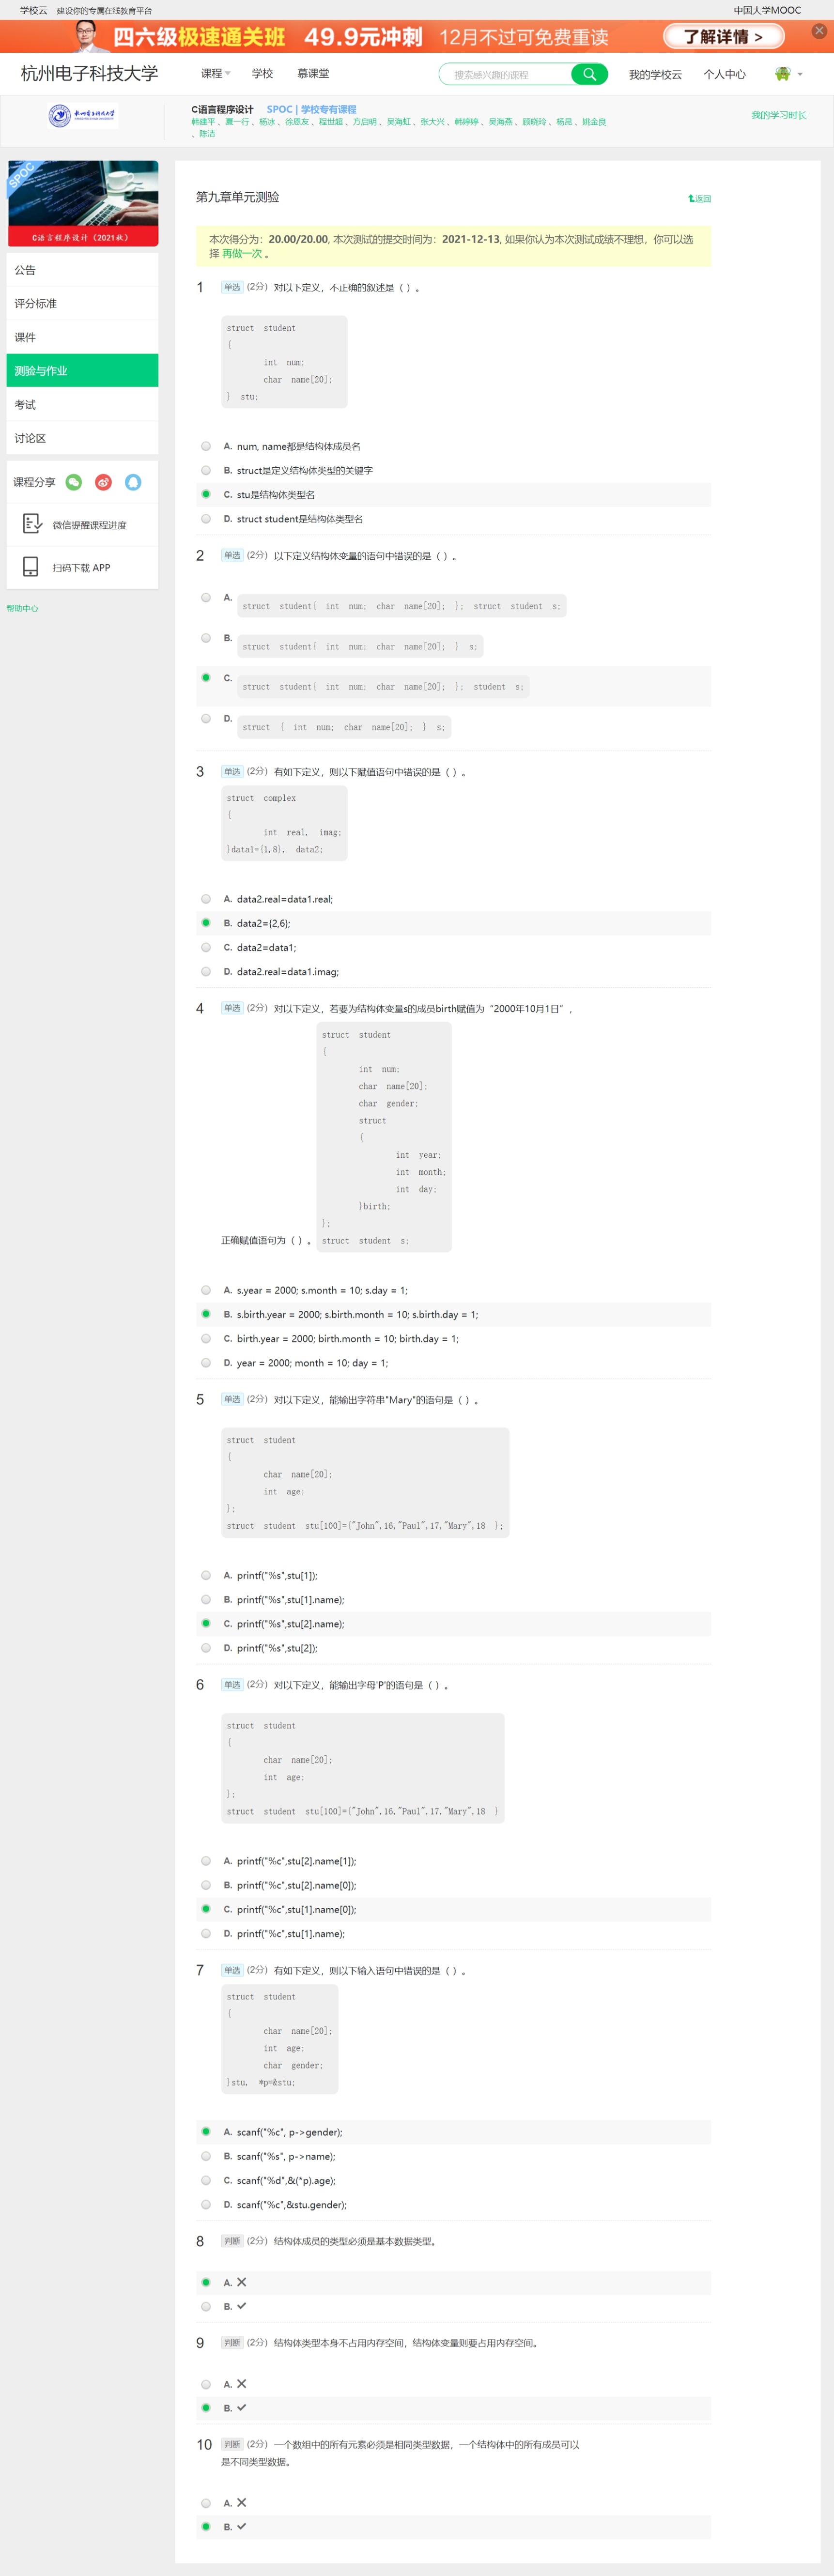 学校云 建设你的专属在线教育平台 中国大学MOOC
四六级极速通关班 49.9元冲刺 12月不过可免费重读 了解详情 >
杭州电子科技大学 课程 学校 慕课堂 搜索感兴趣的课程 我的学校云 个人中心
C语言程序设计 SPOC | 学校专有课程
韩建平 、夏一行 、杨冰 、徐恩友 、程世超 、方启明 、吴海虹 、张大兴 、韩婷婷 、吴海燕 、顾晓玲 、杨昆 、姚金良
、陈洁
我的学习时长
SPOC
C语言程序设计（2021秋）
公告
评分标准
课件
测验与作业
考试
讨论区
课程分享
微信提醒课程进度
扫码下载 APP
帮助中心
第九章单元测验 返回
本次得分为：20.00/20.00, 本次测试的提交时间为：2021-12-13, 如果你认为本次测试成绩不理想，你可以选
择 再做一次 。
1 单选 (2分) 对以下定义，不正确的叙述是（ ）。
struct student
{
int num;
char name[20];
} stu;
A. num, name都是结构体成员名
B. struct是定义结构体类型的关键字
C. stu是结构体类型名
D. struct student是结构体类型名
2 单选 (2分) 以下定义结构体变量的语句中错误的是（ ）。
A. struct student{ int num; char name[20]; }; struct student s;
B. struct student{ int num; char name[20]; } s;
C. struct student{ int num; char name[20]; }; student s;
D. struct { int num; char name[20]; } s;
3 单选 (2分) 有如下定义，则以下赋值语句中错误的是（ ）。
struct complex
{
int real, imag;
}data1={1,8}, data2;
A. data2.real=data1.real;
B. data2={2,6};
C. data2=data1;
D. data2.real=data1.imag;
4 单选 (2分) 对以下定义，若要为结构体变量s的成员birth赋值为“2000年10月1日”，
struct student
{
int num;
char name[20];
char gender;
struct
{
int year;
int month;
int day;
}birth;
};
正确赋值语句为（ ）。 struct student s;
A. s.year = 2000; s.month = 10; s.day = 1;
B. s.birth.year = 2000; s.birth.month = 10; s.birth.day = 1;
C. birth.year = 2000; birth.month = 10; birth.day = 1;
D. year = 2000; month = 10; day = 1;
5 单选 (2分) 对以下定义，能输出字符串"Mary"的语句是（ ）。
struct student
{
char name[20];
int age;
};
struct student stu[100]={"John",16,"Paul",17,"Mary",18 };
A. printf("%s",stu[1]);
B. printf("%s",stu[1].name);
C. printf("%s",stu[2].name);
D. printf("%s",stu[2]);
6 单选 (2分) 对以下定义，能输出字母'P'的语句是（ ）。
struct student
{
char name[20];
int age;
};
struct student stu[100]={"John",16,"Paul",17,"Mary",18 }
A. printf("%c",stu[2].name[1]);
B. printf("%c",stu[2].name[0]);
C. printf("%c",stu[1].name[0]);
D. printf("%c",stu[1].name);
7 单选 (2分) 有如下定义，则以下输入语句中错误的是（ ）。
struct student
{
char name[20];
int age;
char gender;
}stu, *p=&stu;
A. scanf("%c", p->gender);
B. scanf("%s", p->name);
C. scanf("%d",&(*p).age);
D. scanf("%c",&stu.gender);
8 判断 (2分) 结构体成员的类型必须是基本数据类型。
A.
B.
9 判断 (2分) 结构体类型本身不占用内存空间，结构体变量则要占用内存空间。
A.
B.
10 判断 (2分) 一个数组中的所有元素必须是相同类型数据，一个结构体中的所有成员可以
是不同类型数据。
A.
B.